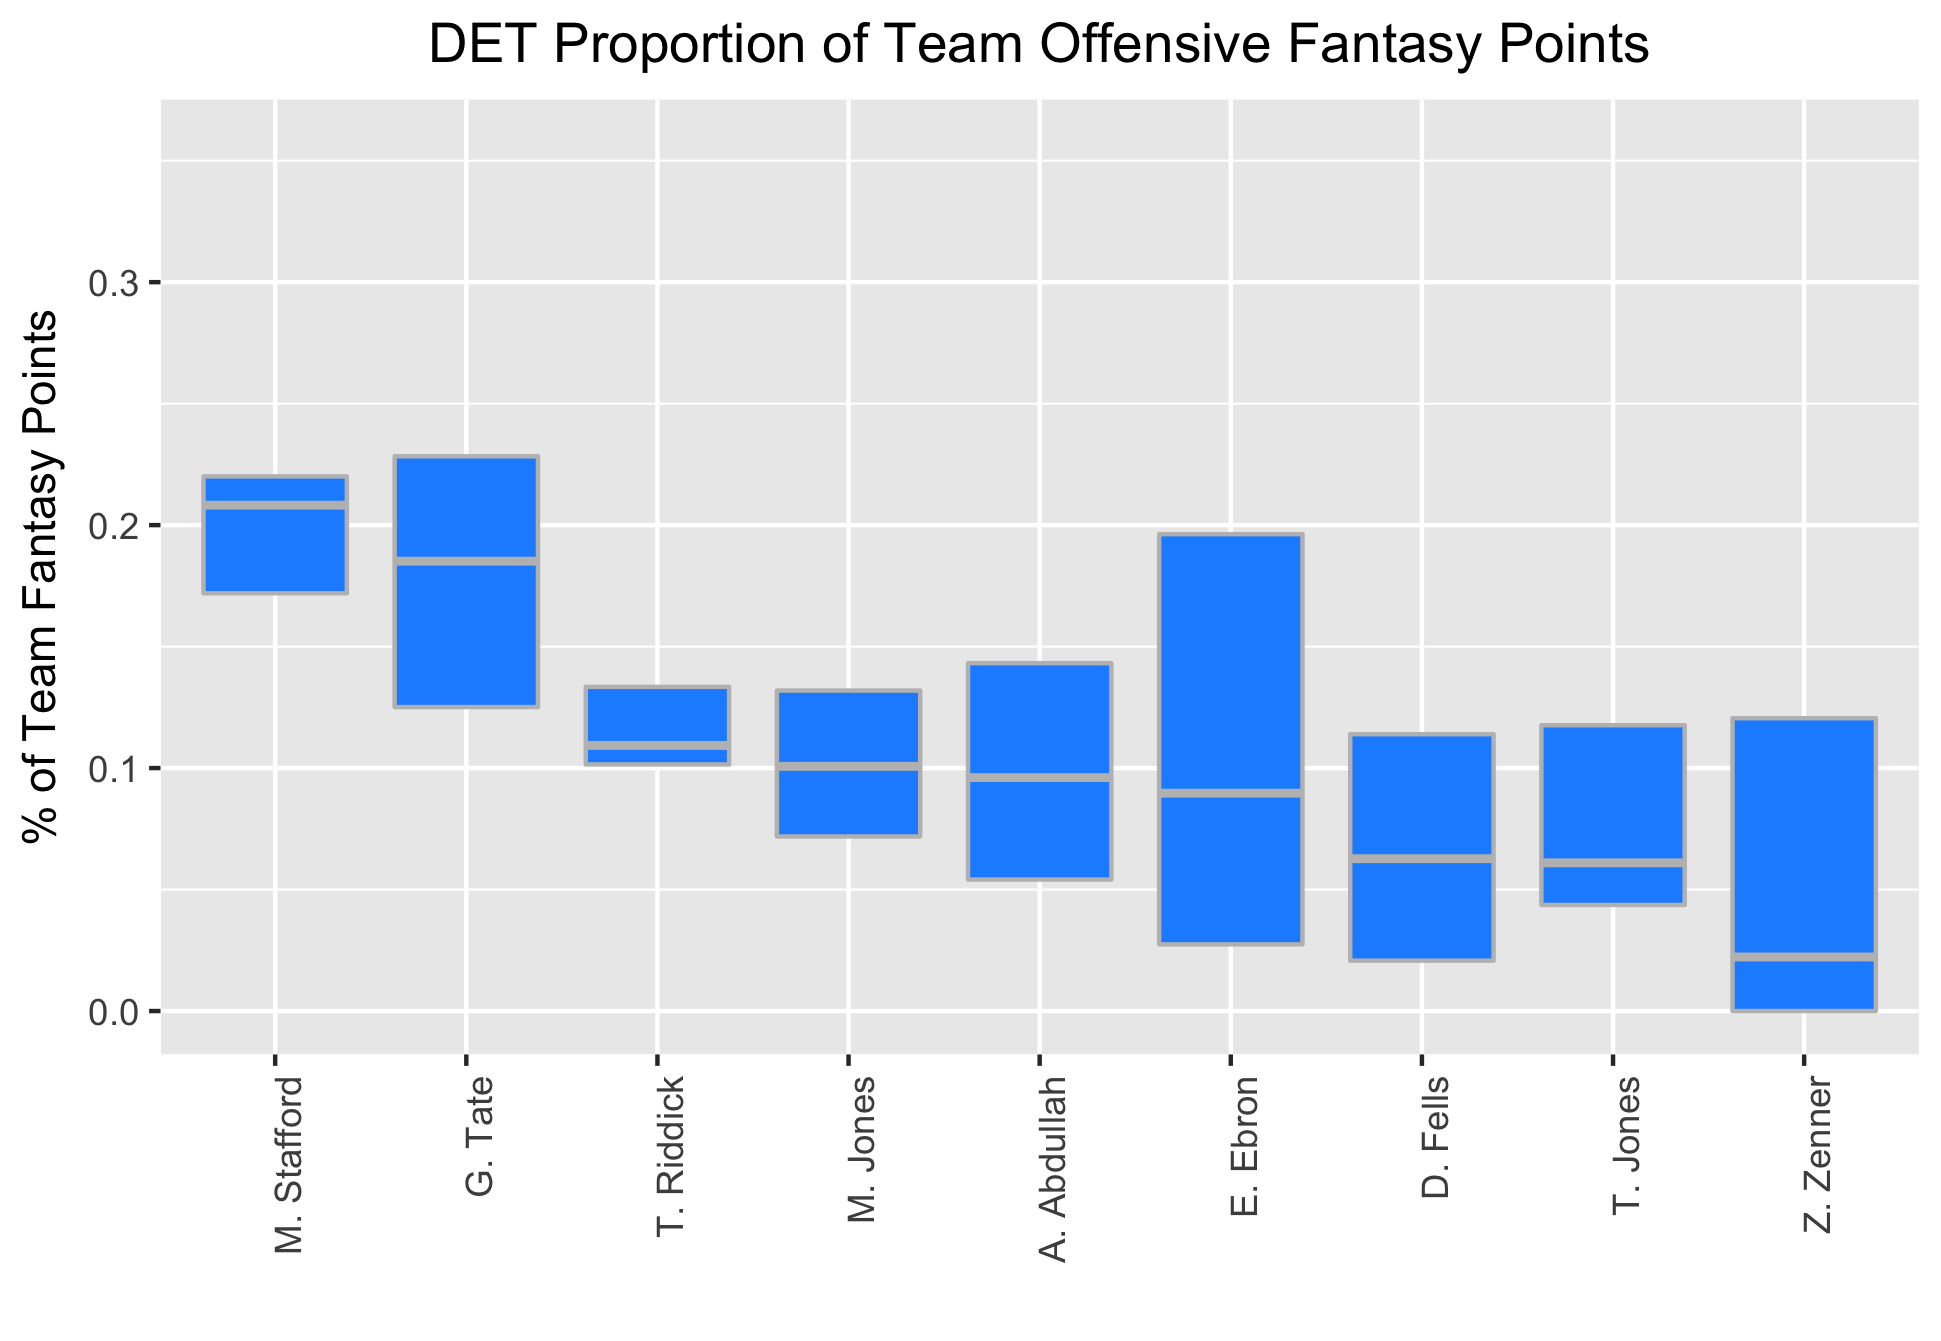 DET Proportion of Team Offensive Fantasy Points
% of Team Fantasy Points
0.3
0.2
0.1
0.0
M. Stafford
G. Tate
T. Riddick
M. Jones
A. Abdullah
E. Ebron
D. Fells
T. Jones
Z. Zenner